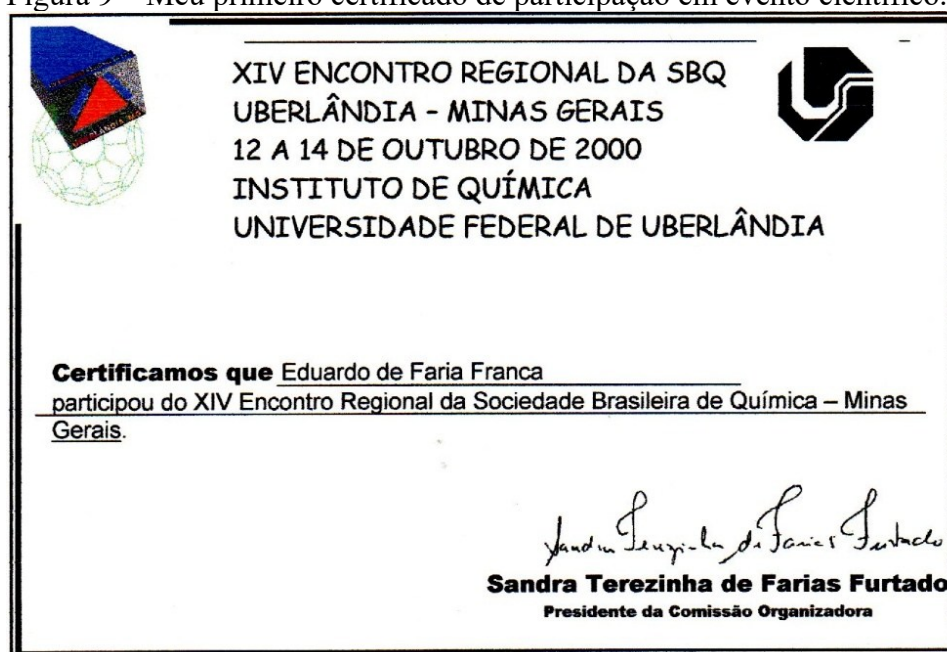 Figura 9 – Meu primeiro certificado de participação em evento científico.
XIV ENCONTRO REGIONAL DA SBQ
UBERLÂNDIA - MINAS GERAIS
12 A 14 DE OUTUBRO DE 2000
INSTITUTO DE QUÍMICA
UNIVERSIDADE FEDERAL DE UBERLÂNDIA
Certificamos que Eduardo de Faria Franca
participou do XIV Encontro Regional da Sociedade Brasileira de Química – Minas
Gerais.
Sandra Terezinha de Farias Furtado
Sandra Terezinha de Farias Furtado
Presidente da Comissão Organizadora